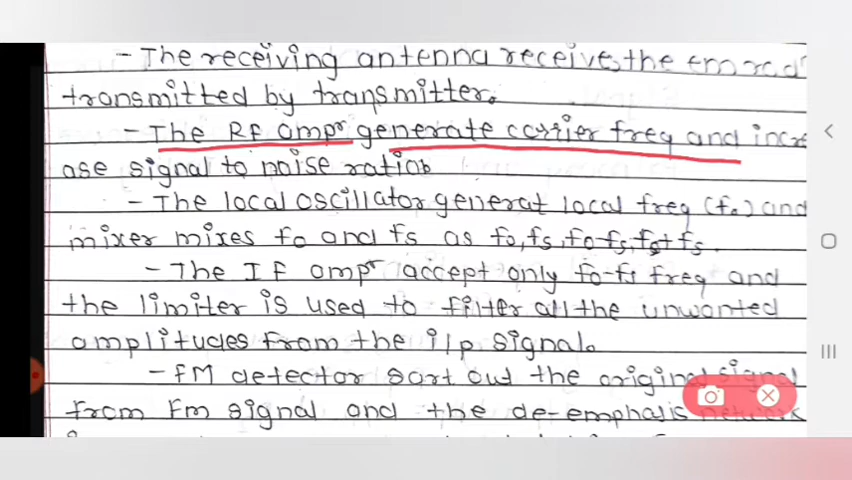 - The receiving antenna receives the
transmitted by transmitter.
- The RF ampr generate carrier freq and incre
ase signal to noise ratio.
- The local oscillator generat local freq (fo) and
mixer mixes fo and fs as fo, fs, fo-fs, fo+fs.
- The IF ampr accept only fo-fs freq and
the limiter is used to filter all the unwanted
amplitudes from the i/p signal.
- FM detector sort out the original signal
from Fm signal and the de-emphasis network